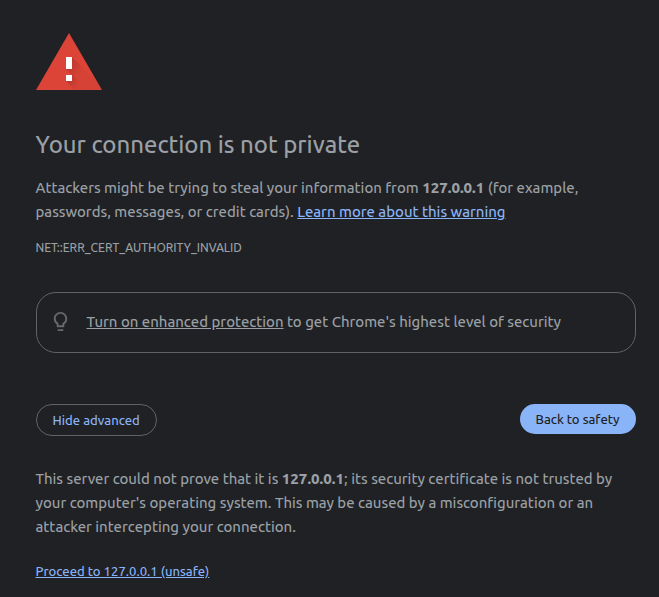 Your connection is not private
Attackers might be trying to steal your information from 127.0.0.1 (for example,
passwords, messages, or credit cards). Learn more about this warning
NET::ERR_CERT_AUTHORITY_INVALID
Turn on enhanced protection to get Chrome's highest level of security
Hide advanced
Back to safety
This server could not prove that it is 127.0.0.1; its security certificate is not trusted by
your computer's operating system. This may be caused by a misconfiguration or an
attacker intercepting your connection.
Proceed to 127.0.0.1 (unsafe)